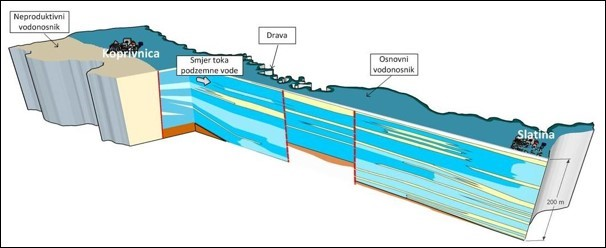 Neproduktivni
vodonosnik
Koprivnica
Drava
Smjer toka
podzemne vode
Osnovni
vodonosnik
Slatina
200 m